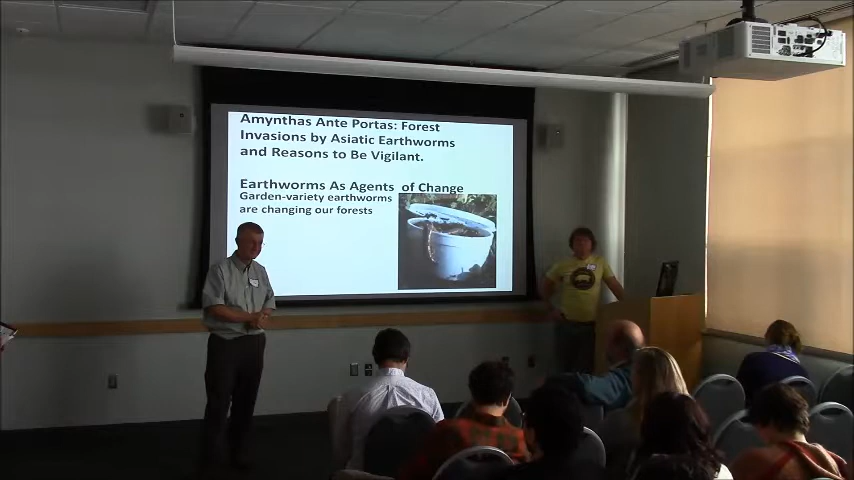 Amynthas Ante Portas: Forest
Invasions by Asiatic Earthworms
and Reasons to Be Vigilant.
Earthworms As Agents of Change
Garden-variety earthworms
are changing our forests